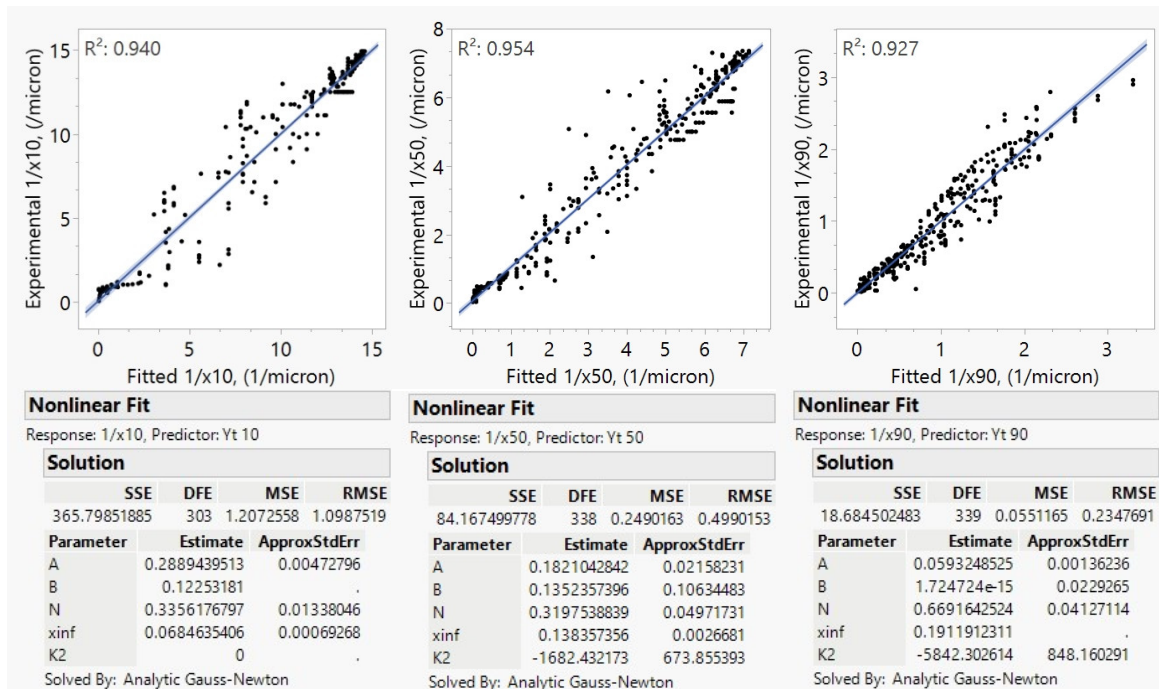 R²: 0.940
Experimental 1/x10, (/micron)
15
10
5
0
0 5 10 15
Fitted 1/x10, (1/micron)
R²: 0.954
Experimental 1/x50, (/micron)
8
6
4
2
0
0 1 2 3 4 5 6 7
Fitted 1/x50, (1/micron)
R²: 0.927
Experimental 1/x90, (/micron)
3
2
1
0
0 1 2 3
Fitted 1/x90, (1/micron)
Nonlinear Fit
Response: 1/x10, Predictor: Yt 10
Solution
SSE DFE MSE RMSE
365.79851885 303 1.2072558 1.0987519
Parameter Estimate ApproxStdErr
A 0.2889439513 0.00472796
B 0.12253181 .
N 0.3356176797 0.01338046
xinf 0.0684635406 0.00069268
K2 0 .
Solved By: Analytic Gauss-Newton
Nonlinear Fit
Response: 1/x50, Predictor: Yt 50
Solution
SSE DFE MSE RMSE
84.167499778 338 0.2490163 0.4990153
Parameter Estimate ApproxStdErr
A 0.1821042842 0.02158231
B 0.1352357396 0.10634483
N 0.3197538839 0.04971731
xinf 0.138357356 0.0026681
K2 -1682.432173 673.855393
Solved By: Analytic Gauss-Newton
Nonlinear Fit
Response: 1/x90, Predictor: Yt 90
Solution
SSE DFE MSE RMSE
18.684502483 339 0.0551165 0.2347691
Parameter Estimate ApproxStdErr
A 0.0593248525 0.00136236
B 1.724724e-15 0.0229265
N 0.6691642524 0.04127114
xinf 0.1911912311 .
K2 -5842.302614 848.160291
Solved By: Analytic Gauss-Newton